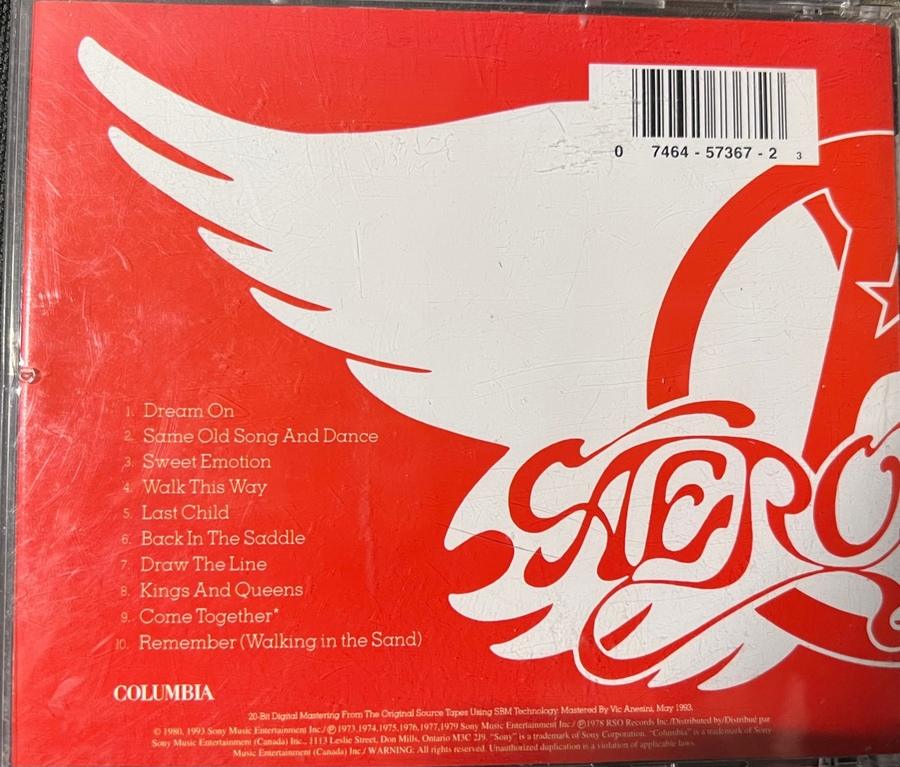 0 7464 - 57367 - 2 3
AERO
1. Dream On
2. Same Old Song And Dance
3. Sweet Emotion
4. Walk This Way
5. Last Child
6. Back In The Saddle
7. Draw The Line
8. Kings And Queens
9. Come Together*
10. Remember (Walking in the Sand)
COLUMBIA
20-Bit Digital Mastering From The Original Source Tapes Using SBM Technology. Mastered By Vic Anesini, May 1993.
© 1980, 1993 Sony Music Entertainment Inc./ ℗ 1973,1974,1975,1976,1977,1979 Sony Music Entertainment Inc./ ℗1978 RSO Records Inc./Distributed by/Distribué par
Sony Music Entertainment (Canada) Inc., 1113 Leslie Street, Don Mills, Ontario M3C 2J9. "Sony" is a trademark of Sony Corporation. "Columbia" is a trademark of Sony
Music Entertainment (Canada) Inc./ WARNING: All rights reserved. Unauthorized duplication is a violation of applicable laws.